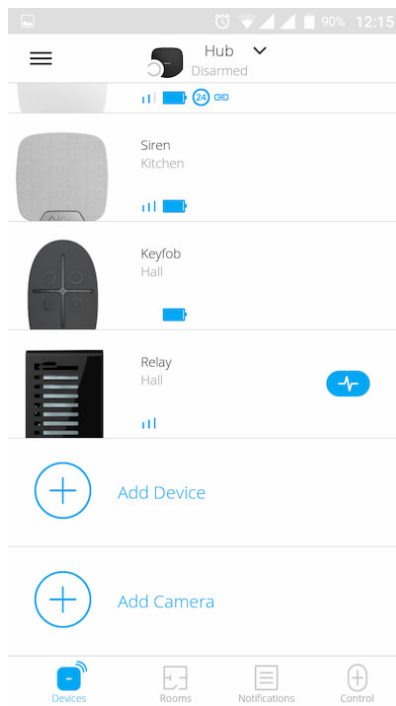 90% 12:15
Hub
Disarmed
24
Siren
Kitchen
Keyfob
Hall
Relay
Hall
Add Device
Add Camera
Devices
Rooms
Notifications
Control